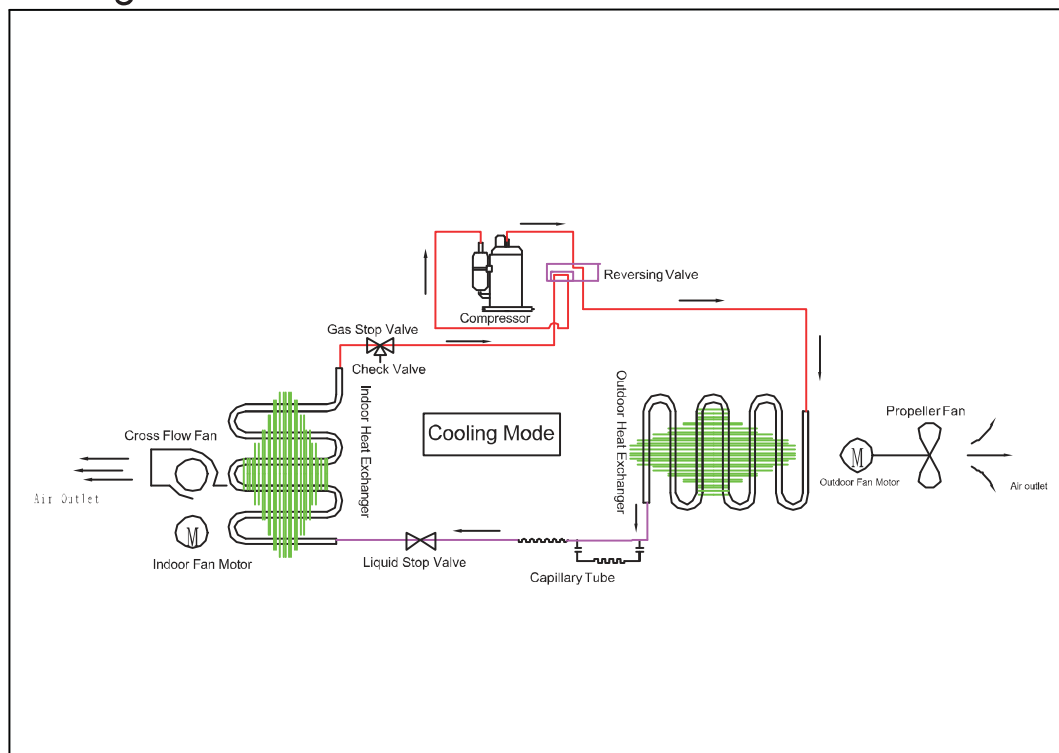 Reversing Valve
Compressor
Gas Stop Valve
Check Valve
Indoor Heat Exchanger
Outdoor Heat Exchanger
Cooling Mode
Cross Flow Fan
Propeller Fan
M
Outdoor Fan Motor
Air outlet
Air Outlet
M
Indoor Fan Motor
Liquid Stop Valve
Capillary Tube